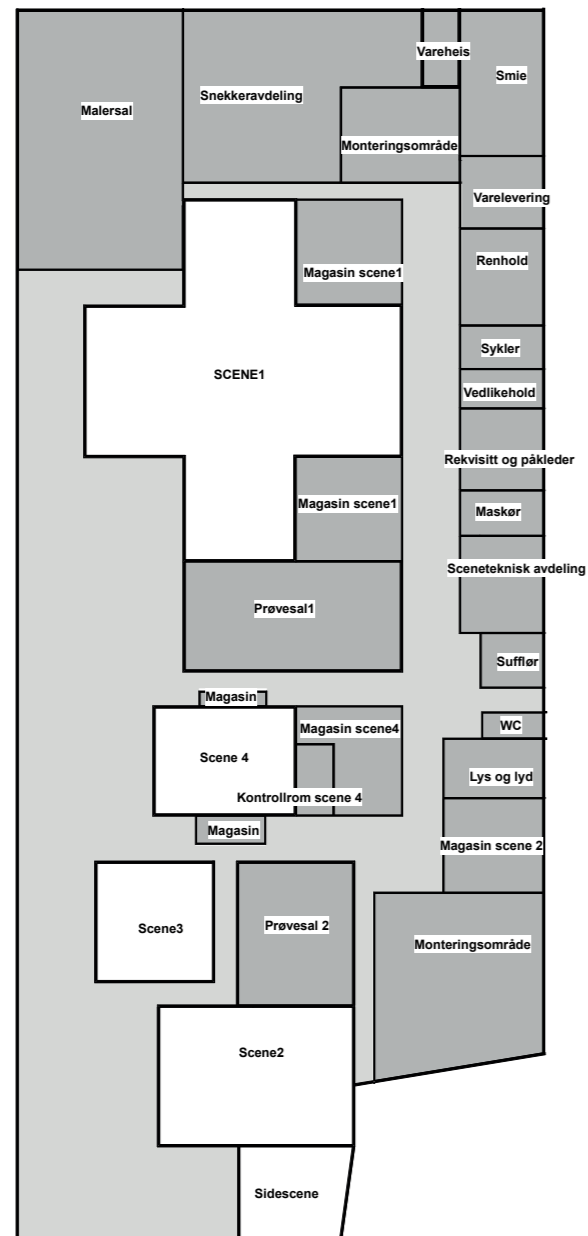 Vareheis
Smie
Snekkeravdeling
Malersal
Monteringsområde
Varelevering
Renhold
Magasin scene1
Sykler
SCENE1
Vedlikehold
Rekvisitt og påkleder
Magasin scene1
Maskør
Sceneteknisk avdeling
Prøvesal1
Sufflør
Magasin
WC
Magasin scene4
Scene 4
Lys og lyd
Kontrollrom scene 4
Magasin
Magasin scene 2
Scene3
Prøvesal 2
Monteringsområde
Scene2
Sidescene